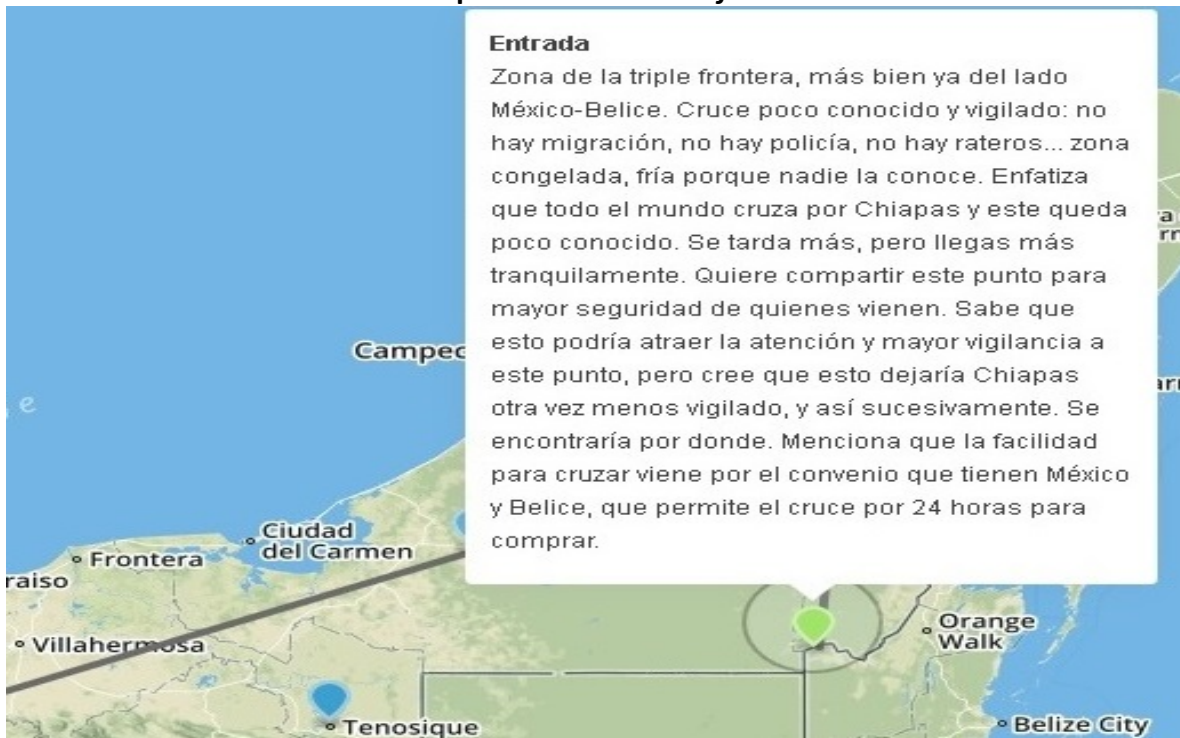 Entrada
Zona de la triple frontera, más bien ya del lado
México-Belice. Cruce poco conocido y vigilado: no
hay migración, no hay policía, no hay rateros... zona
congelada, fría porque nadie la conoce. Enfatiza
que todo el mundo cruza por Chiapas y este queda
poco conocido. Se tarda más, pero llegas más
tranquilamente. Quiere compartir este punto para
mayor seguridad de quienes vienen. Sabe que
esto podría atraer la atención y mayor vigilancia a
este punto, pero cree que esto dejaría Chiapas
otra vez menos vigilado, y así sucesivamente. Se
encontraría por donde. Menciona que la facilidad
para cruzar viene por el convenio que tienen México
y Belice, que permite el cruce por 24 horas para
comprar.
Campec
Ciudad
del Carmen
Frontera
raiso
Villahermosa
Orange
Walk
Tenosique
Belize City